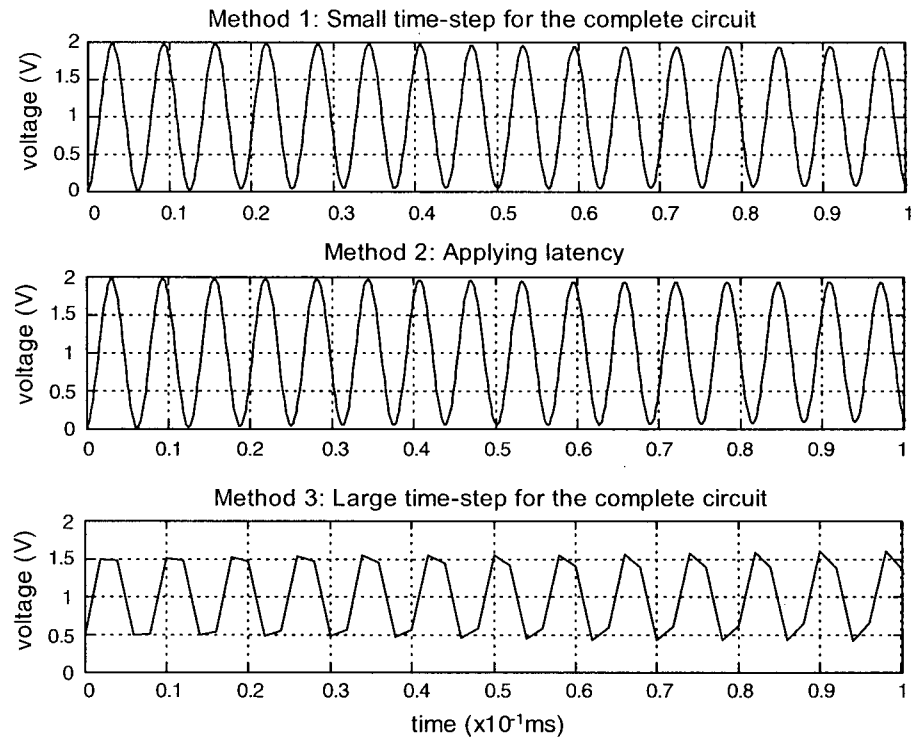 Method 1: Small time-step for the complete circuit
voltage (V)
2
1.5
1
0.5
0
0 0.1 0.2 0.3 0.4 0.5 0.6 0.7 0.8 0.9 1
Method 2: Applying latency
voltage (V)
2
1.5
1
0.5
0
0 0.1 0.2 0.3 0.4 0.5 0.6 0.7 0.8 0.9 1
Method 3: Large time-step for the complete circuit
voltage (V)
2
1.5
1
0.5
0
0 0.1 0.2 0.3 0.4 0.5 0.6 0.7 0.8 0.9 1
time (x10⁻¹ms)